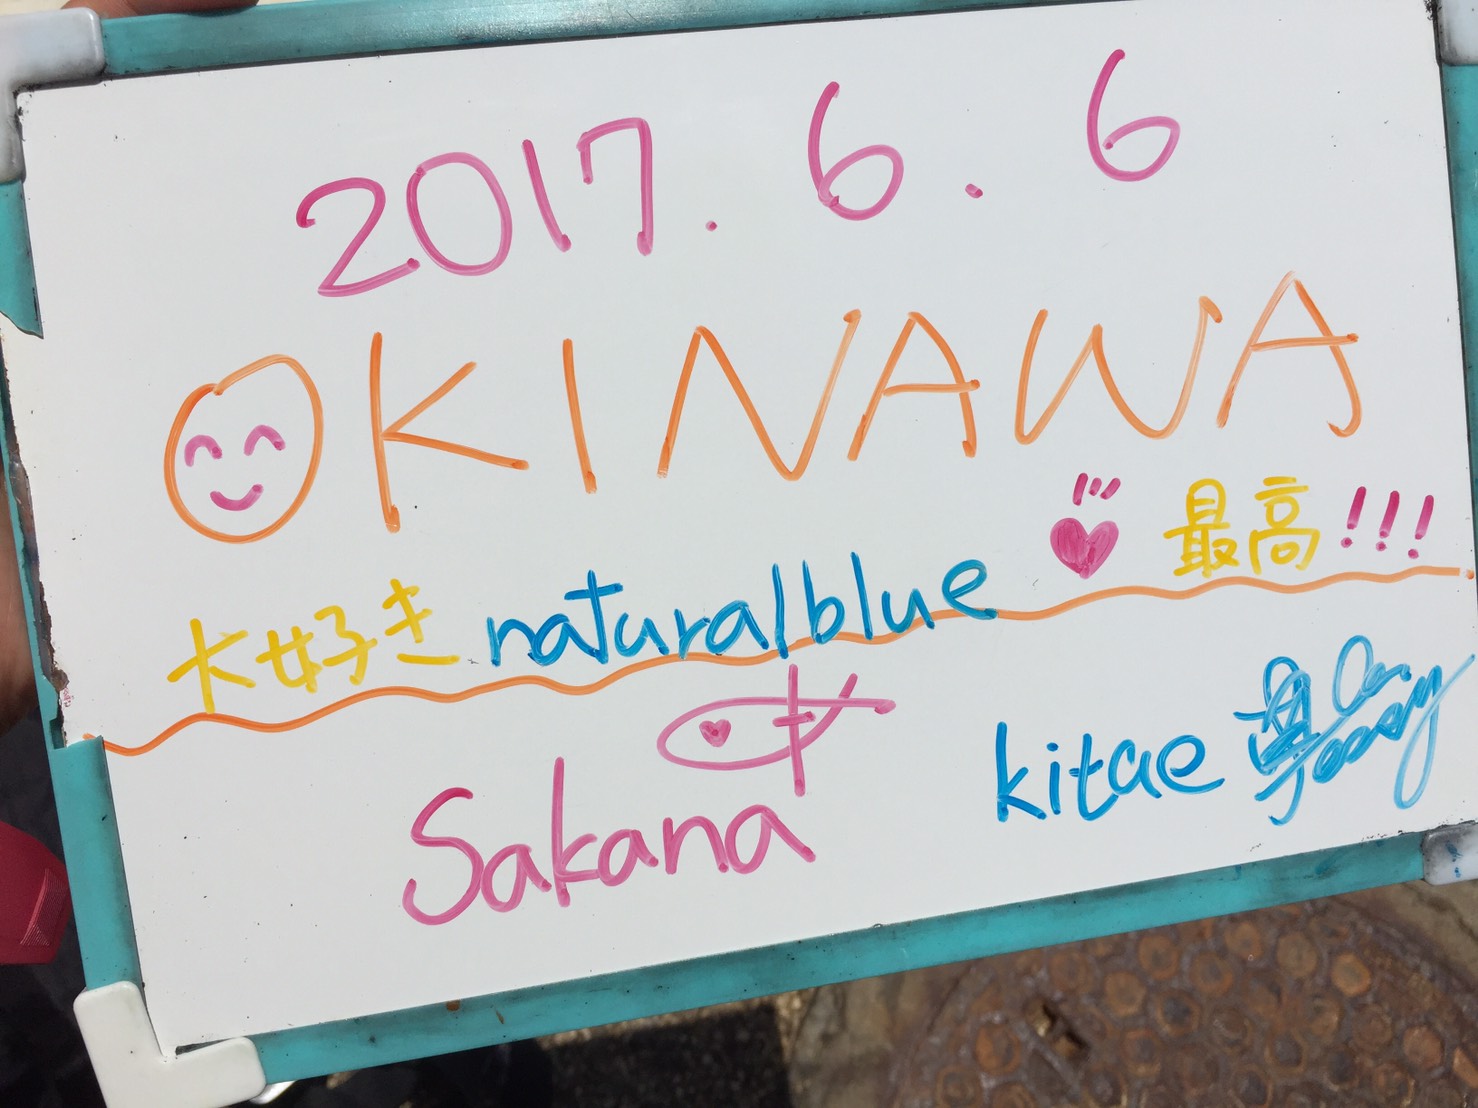 2017. 6. 6
OKINAWA
大好き naturalblue 最高!!!
Sakana
kitae